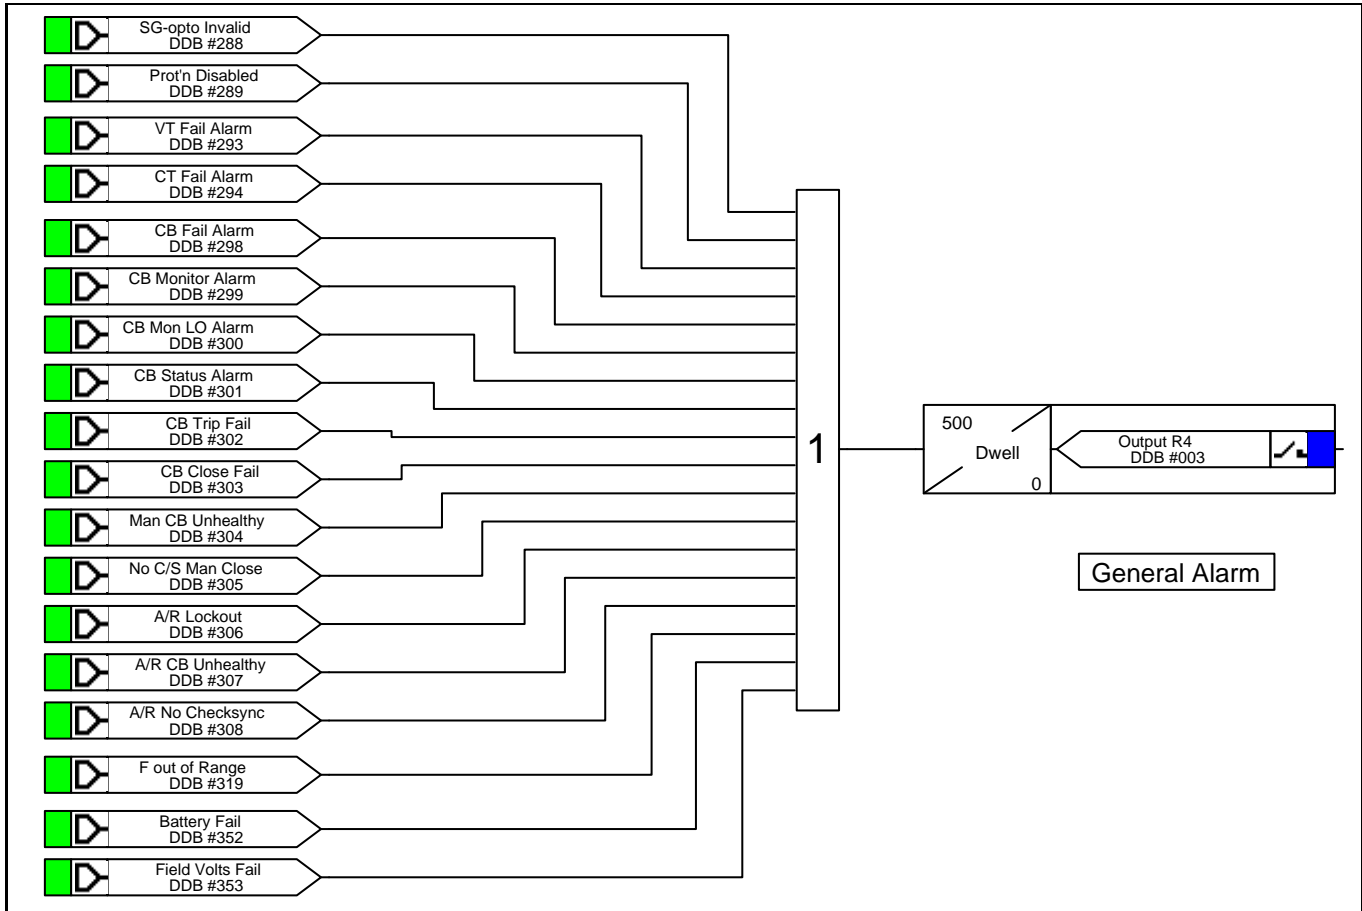 SG-opto Invalid
DDB #288
Prot'n Disabled
DDB #289
VT Fail Alarm
DDB #293
CT Fail Alarm
DDB #294
CB Fail Alarm
DDB #298
CB Monitor Alarm
DDB #299
CB Mon LO Alarm
DDB #300
CB Status Alarm
DDB #301
CB Trip Fail
DDB #302
CB Close Fail
DDB #303
Man CB Unhealthy
DDB #304
No C/S Man Close
DDB #305
A/R Lockout
DDB #306
A/R CB Unhealthy
DDB #307
A/R No Checksync
DDB #308
F out of Range
DDB #319
Battery Fail
DDB #352
Field Volts Fail
DDB #353
1
500
Dwell
0
Output R4
DDB #003
General Alarm